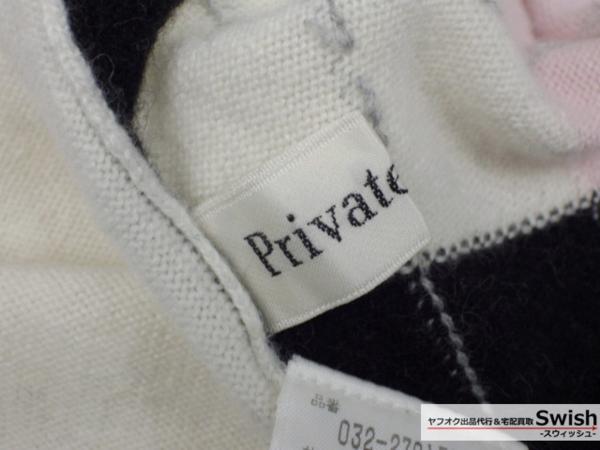 Private
品番
032-2701
ヤフオク出品代行＆宅配買取 Swish
-スウィッシュ-